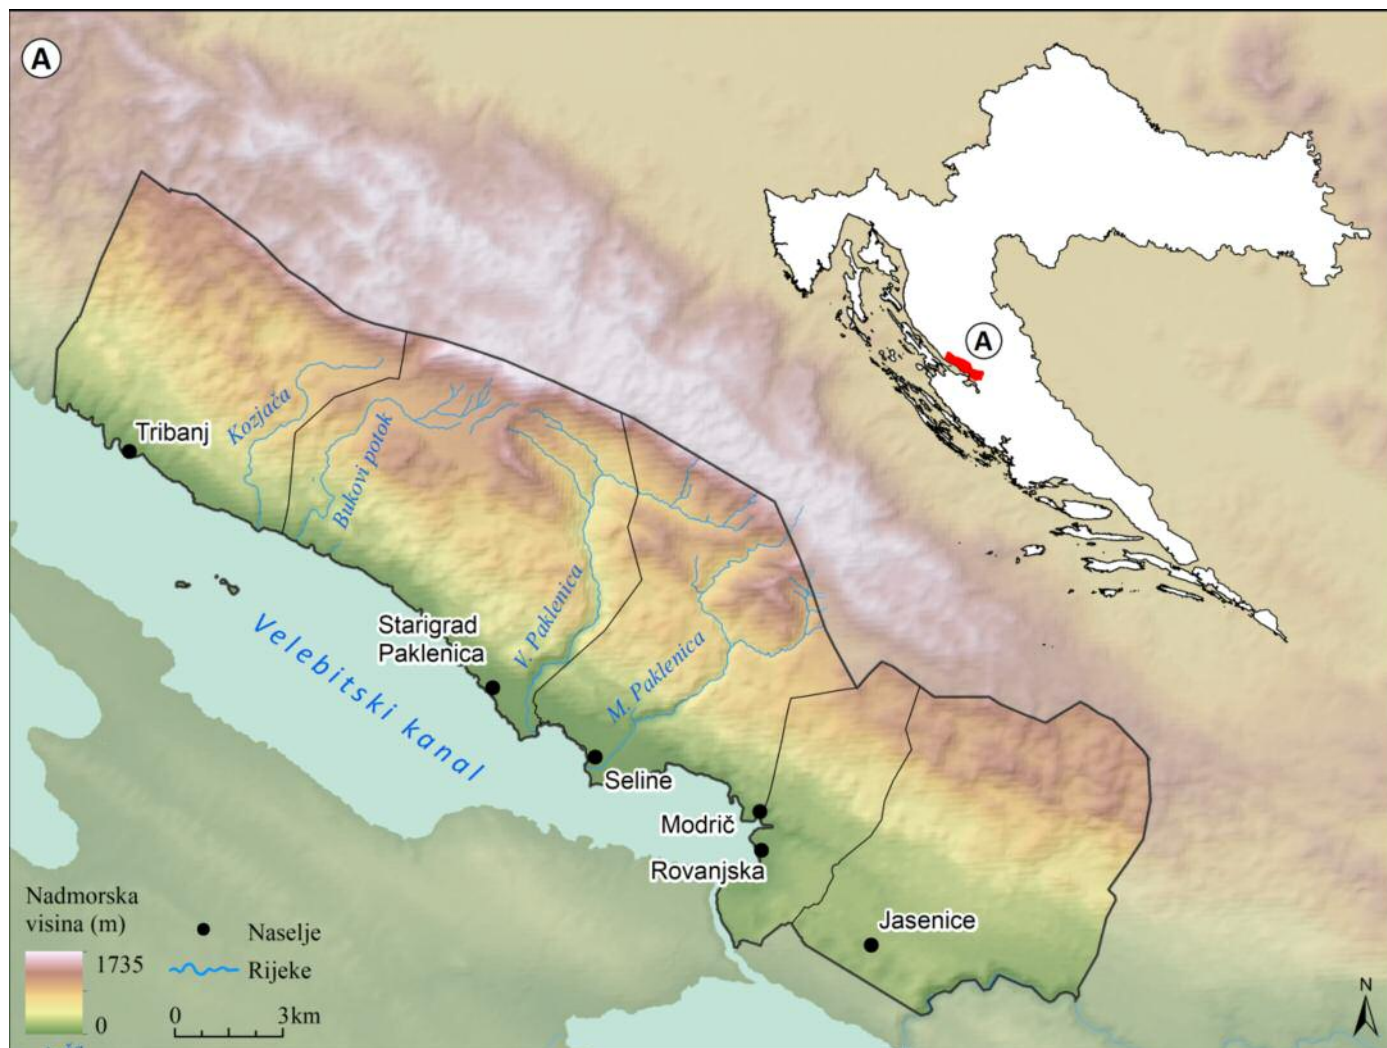 A
A
Tribanj
Kozjača
Bukovi potok
Starigrad
Paklenica
V. Paklenica
M. Paklenica
Velebitski kanal
Seline
Modrič
Rovanjska
Jasenice
Nadmorska
visina (m)
1735
0
Naselje
Rijeke
0
3km
N